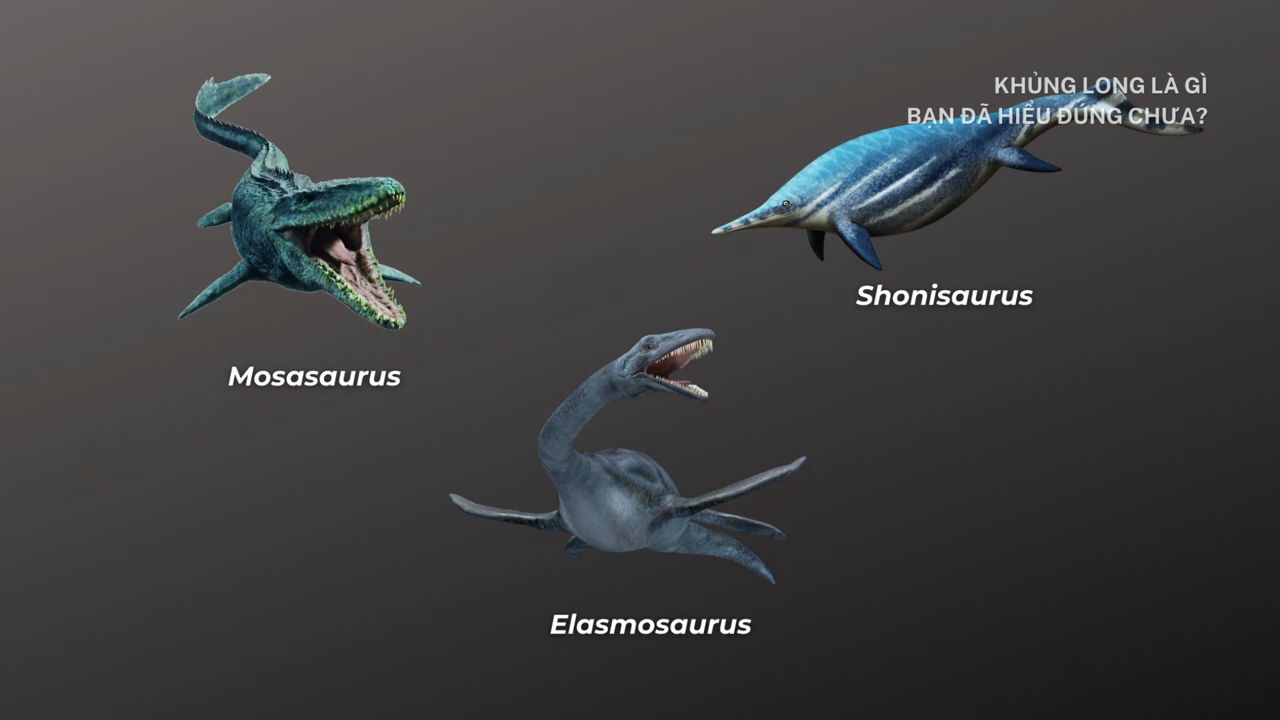 KHỦNG LONG LÀ GÌ
BẠN ĐÃ HIỂU ĐÚNG CHƯA?
Shonisaurus
Mosasaurus
Elasmosaurus